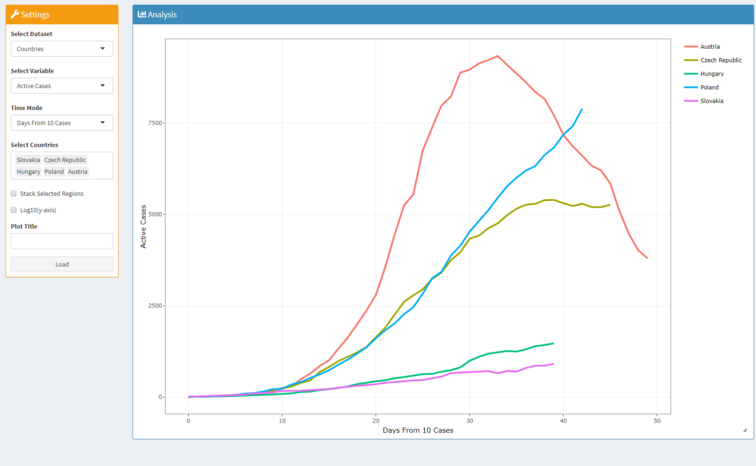 Settings
Select Dataset
Countries
Select Variable
Active Cases
Time Mode
Days From 10 Cases
Select Countries
Slovakia Czech Republic
Hungary Poland Austria
Stack Selected Regions
Log10(y-axis)
Plot Title
Load
Analysis
Active Cases
7500
5000
2500
0
0 10 20 30 40 50
Days From 10 Cases
Austria
Czech Republic
Hungary
Poland
Slovakia